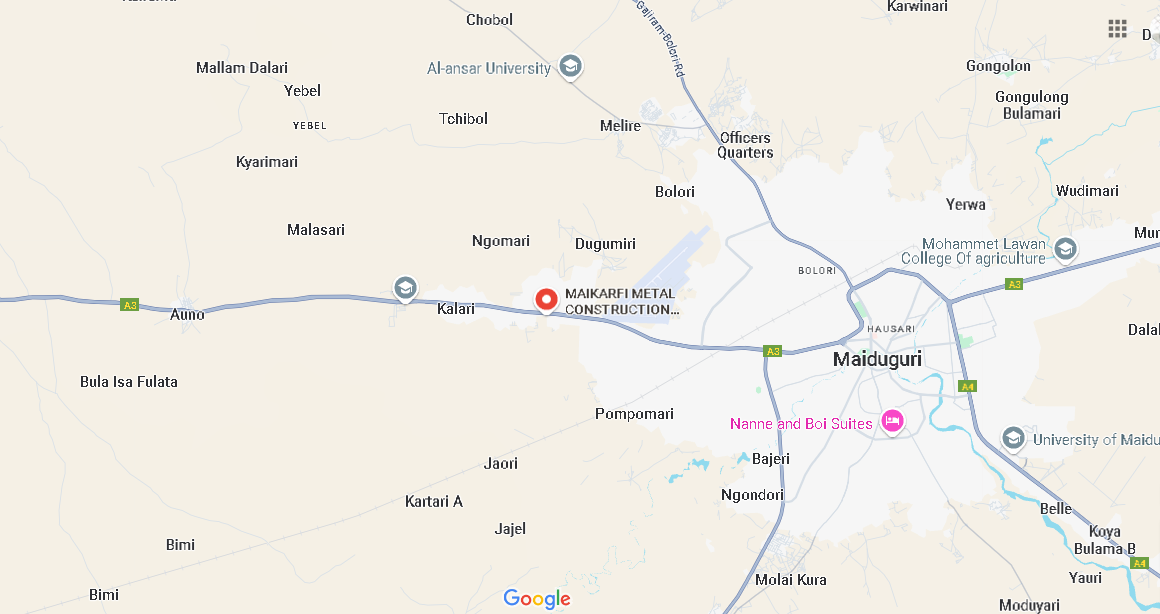 Chobol
Karwinari
Gajiram-Bolori-Rd
Mallam Dalari
Al-ansar University
Gongolon
Yebel
Gongulong
Bulamari
Tchibol
YEBEL
Melire
Officers
Quarters
Kyarimari
Bolori
Wudimari
Yerwa
Malasari
Ngomari
Dugumiri
Mohammet Lawan
College Of agriculture
BOLORI
A3
MAIKARFI METAL
CONSTRUCTION...
A3
Kalari
Auno
HAUSARI
A3
Maiduguri
Bula Isa Fulata
A4
Pompomari
Nanne and Boi Suites
University of Maidu
Bajeri
Jaori
Ngondori
Kartari A
Belle
Jajel
Koya
Bulama B
Bimi
A4
Yauri
Molai Kura
Bimi
Google
Moduyari